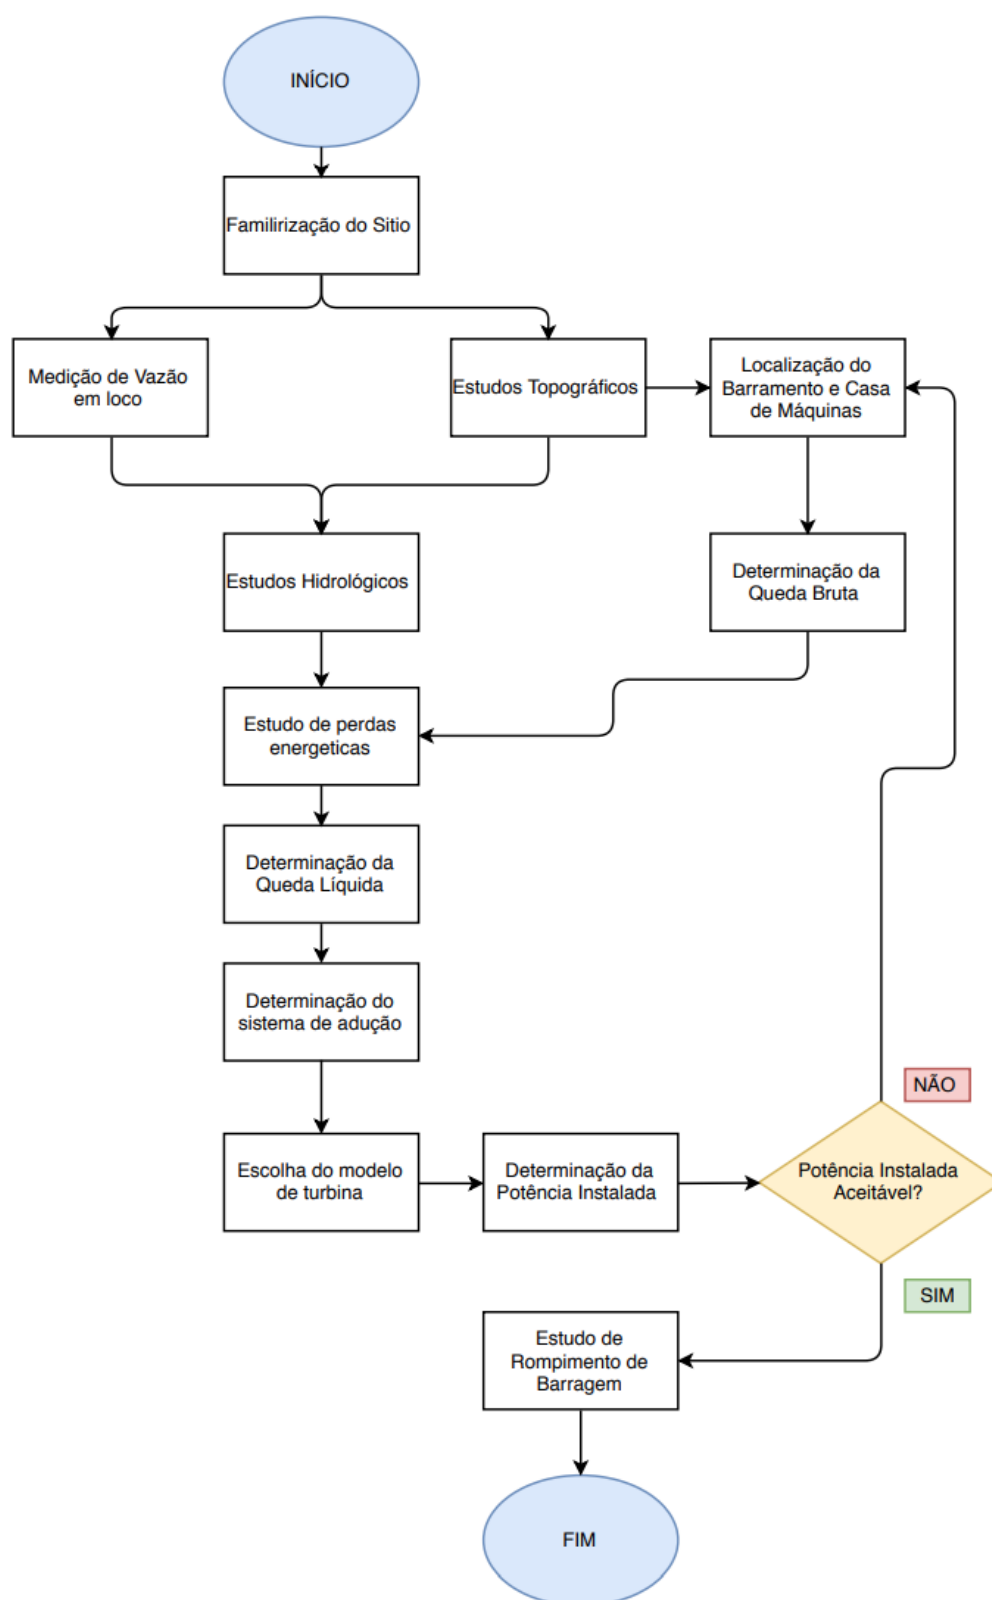 INÍCIO
Familirização do Sitio
Medição de Vazão
em loco
Estudos Topográficos
Localização do
Barramento e Casa
de Máquinas
Estudos Hidrológicos
Determinação da
Queda Bruta
Estudo de perdas
energeticas
Determinação da
Queda Líquida
Determinação do
sistema de adução
NÃO
Escolha do modelo
de turbina
Determinação da
Potência Instalada
Potência Instalada
Aceitável?
SIM
Estudo de
Rompimento de
Barragem
FIM